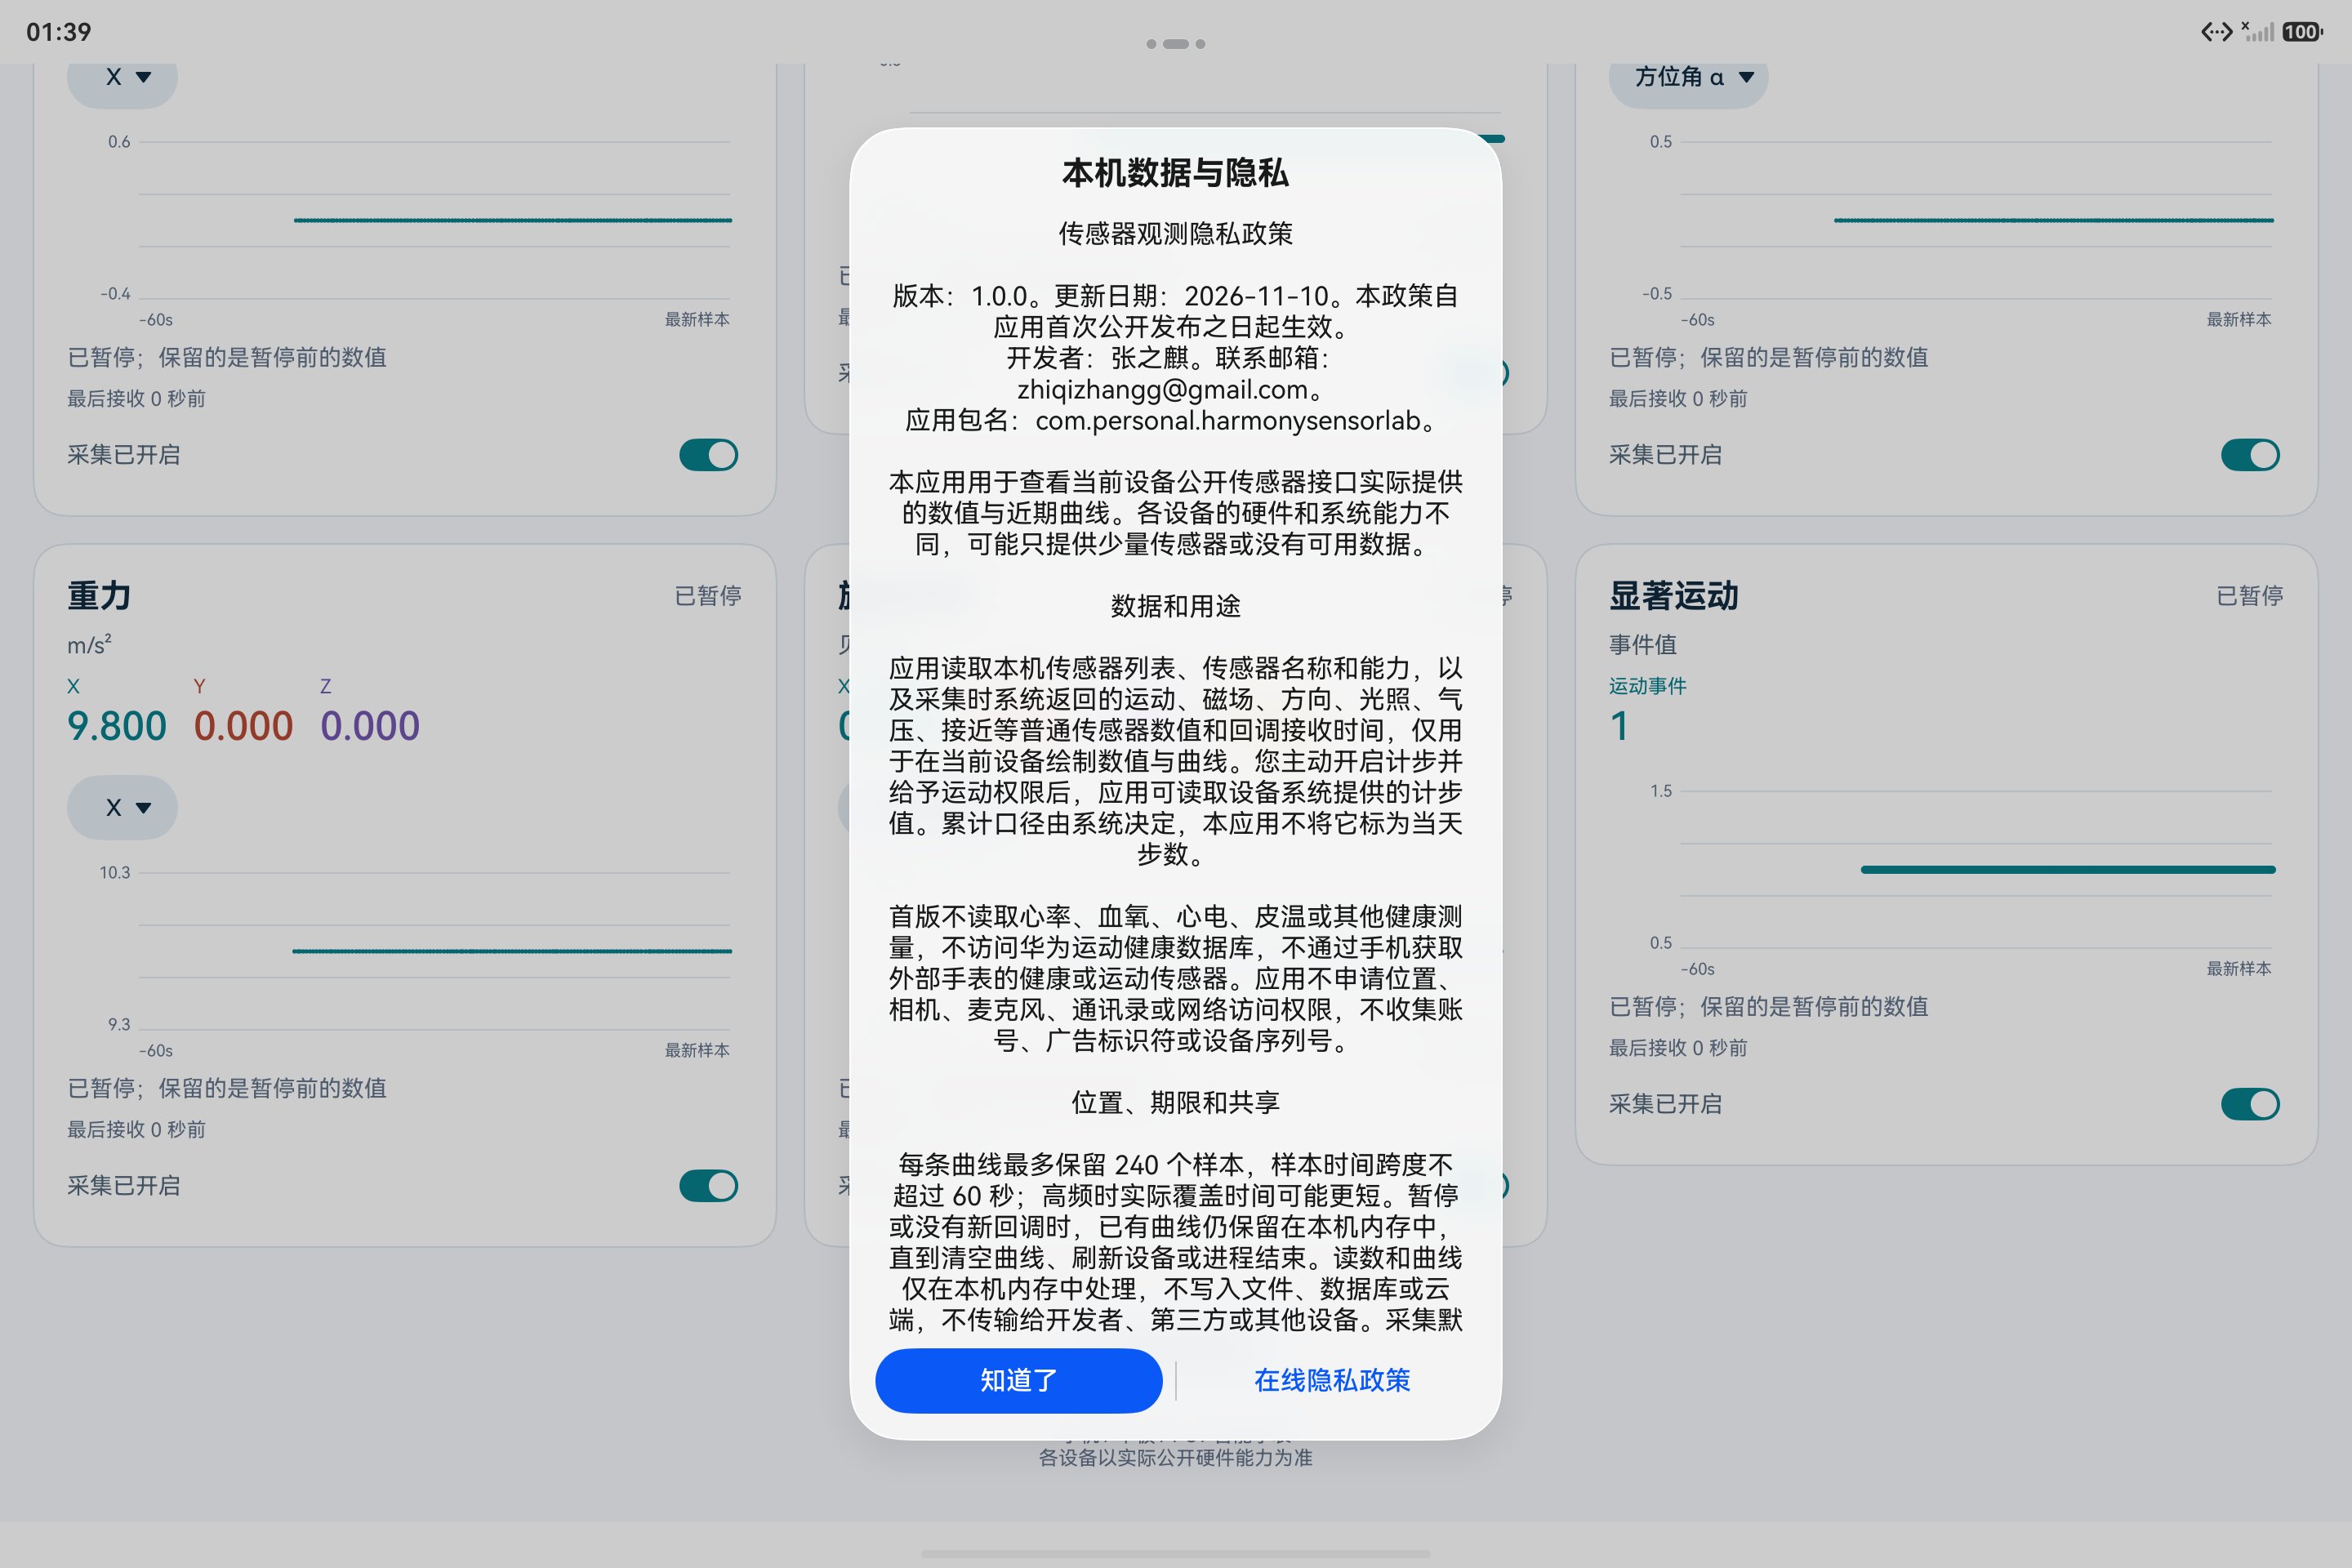 01:39
100
X
方位角 α
0.6
-0.4
-60s
最新样本
已暂停；保留的是暂停前的数值
最后接收 0 秒前
采集已开启
0.5
-0.5
-60s
最新样本
已暂停；保留的是暂停前的数值
最后接收 0 秒前
采集已开启
重力
已暂停
m/s²
X
Y
Z
9.800
0.000
0.000
X
10.3
9.3
-60s
最新样本
已暂停；保留的是暂停前的数值
最后接收 0 秒前
采集已开启
显著运动
已暂停
事件值
运动事件
1
1.5
0.5
-60s
最新样本
已暂停；保留的是暂停前的数值
最后接收 0 秒前
采集已开启
本机数据与隐私
传感器观测隐私政策
版本：1.0.0。更新日期：2026-11-10。本政策自
应用首次公开发布之日起生效。
开发者：张之麒。联系邮箱：
zhiqizhangg@gmail.com。
应用包名：com.personal.harmonysensorlab。
本应用用于查看当前设备公开传感器接口实际提供
的数值与近期曲线。各设备的硬件和系统能力不
同，可能只提供少量传感器或没有可用数据。
数据和用途
应用读取本机传感器列表、传感器名称和能力，以
及采集时系统返回的运动、磁场、方向、光照、气
压、接近等普通传感器数值和回调接收时间，仅用
于在当前设备绘制数值与曲线。您主动开启计步并
给予运动权限后，应用可读取设备系统提供的计步
值。累计口径由系统决定，本应用不将它标为当天
步数。
首版不读取心率、血氧、心电、皮温或其他健康测
量，不访问华为运动健康数据库，不通过手机获取
外部手表的健康或运动传感器。应用不申请位置、
相机、麦克风、通讯录或网络访问权限，不收集账
号、广告标识符或设备序列号。
位置、期限和共享
每条曲线最多保留 240 个样本，样本时间跨度不
超过 60 秒；高频时实际覆盖时间可能更短。暂停
或没有新回调时，已有曲线仍保留在本机内存中，
直到清空曲线、刷新设备或进程结束。读数和曲线
仅在本机内存中处理，不写入文件、数据库或云
端，不传输给开发者、第三方或其他设备。采集默
知道了
在线隐私政策
各设备以实际公开硬件能力为准